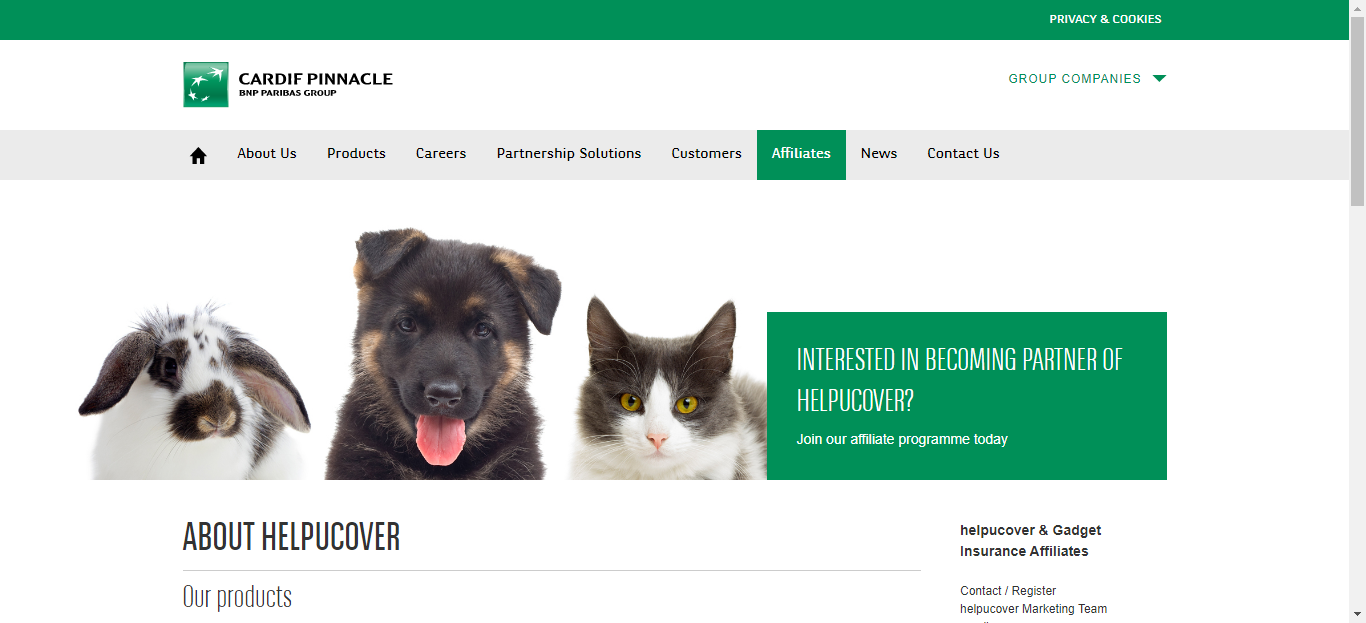 PRIVACY & COOKIES
CARDIF PINNACLE
BNP PARIBAS GROUP
GROUP COMPANIES
About Us Products Careers Partnership Solutions Customers Affiliates News Contact Us
INTERESTED IN BECOMING PARTNER OF
HELPUCOVER?
Join our affiliate programme today
ABOUT HELPUCOVER
Our products
helpucover & Gadget
Insurance Affiliates
Contact / Register
helpucover Marketing Team